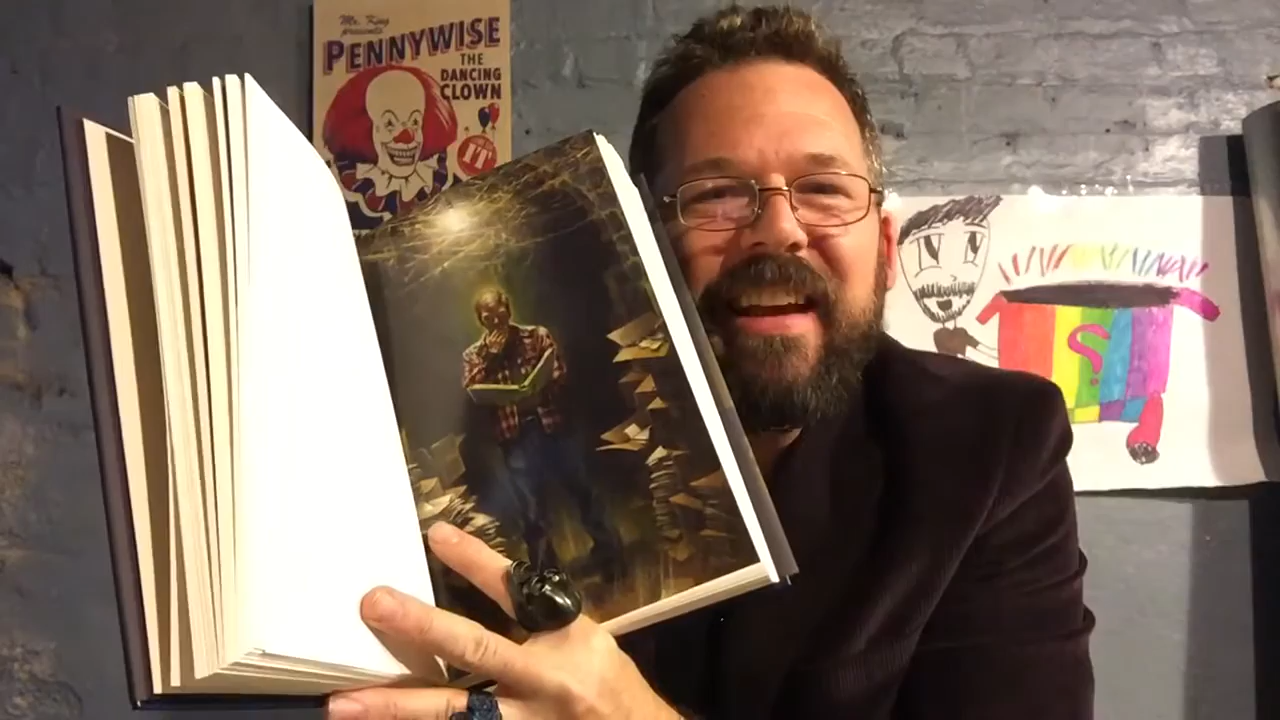 Mr. King
presents
PENNYWISE
THE
DANCING
CLOWN
IT
?